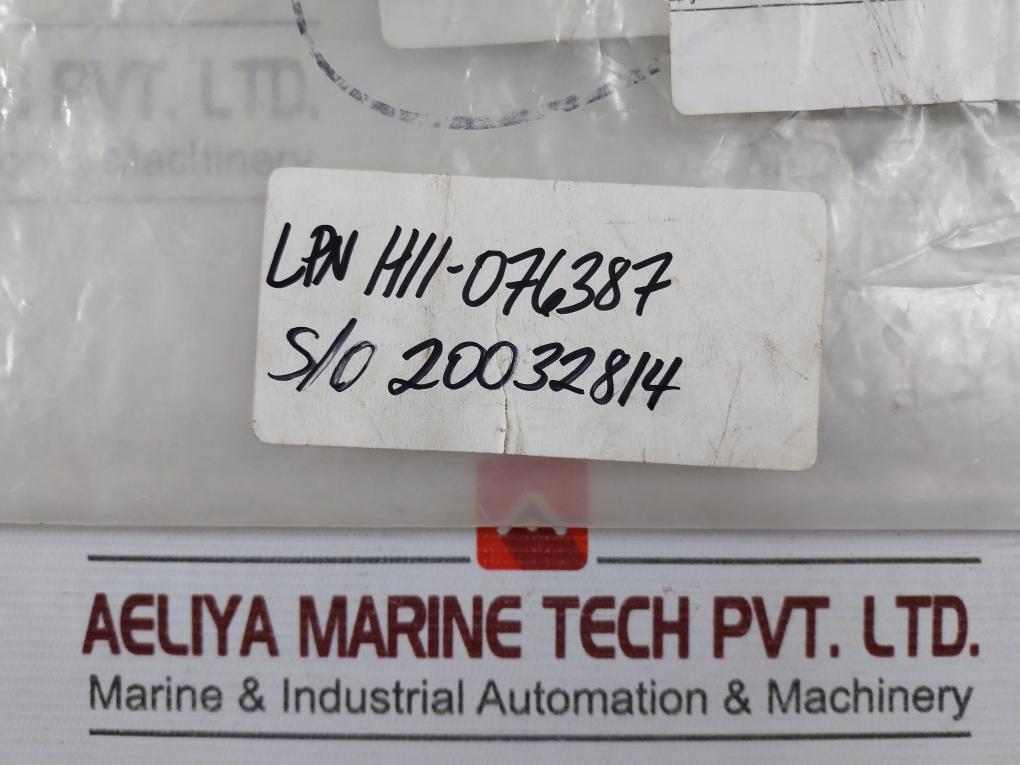 PVT. LTD.
& Machinery
LPN H11-076387
S/O 20032814
AELIYA MARINE TECH PVT. LTD.
Marine & Industrial Automation & Machinery